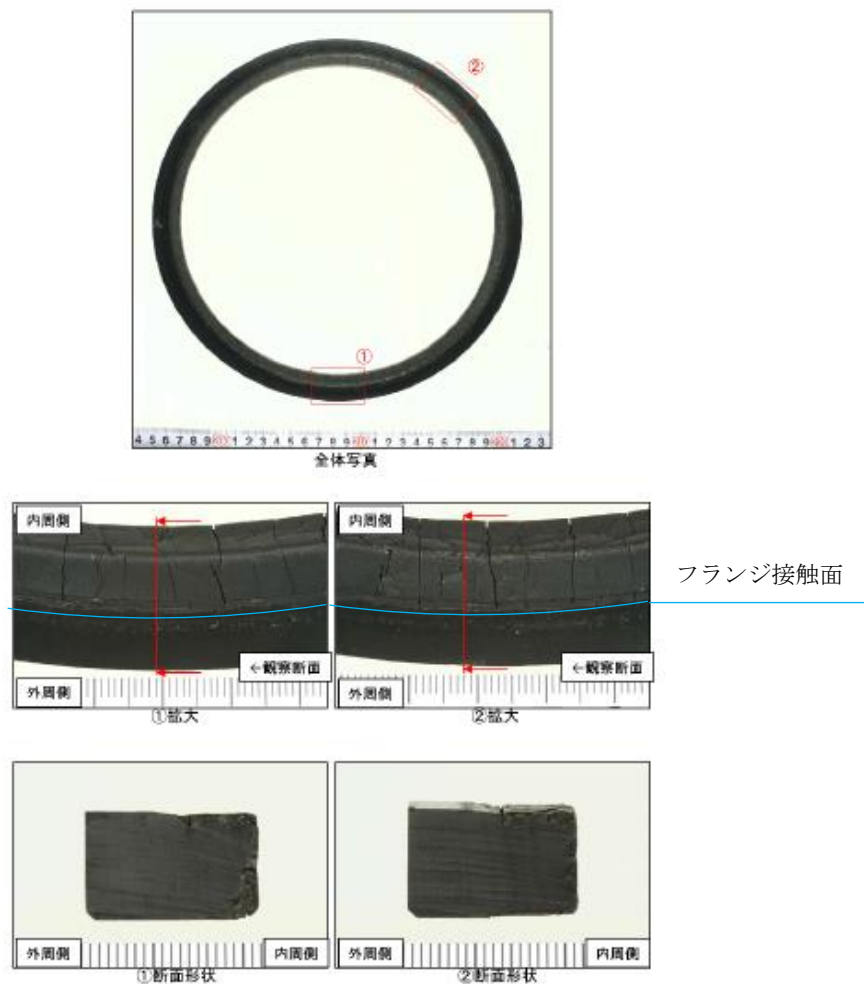 ②
①
4 5 6 7 8 9 1 2 3 4 5 6 7 8 9 1 2 3 4 5 6 7 8 9 1 2 3
全体写真
内周側
内周側
フランジ接触面
←観察断面
←観察断面
外周側
外周側
①拡大
②拡大
外周側
内周側
外周側
内周側
①断面形状
②断面形状